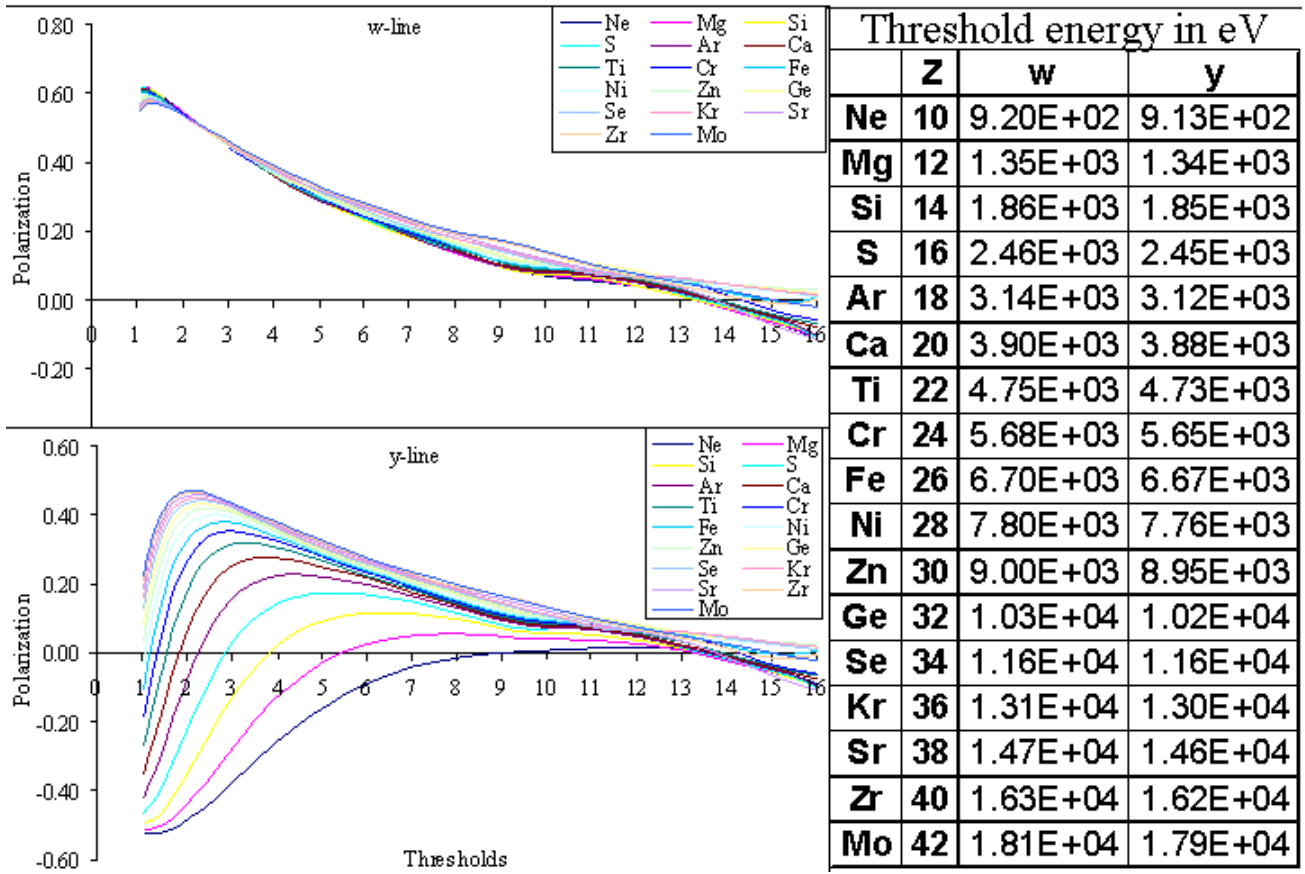 w-line
0.80
0.60
0.40
0.20
0.00
-0.20
Polarization
0 1 2 3 4 5 6 7 8 9 10 11 12 13 14 15 16
Ne Mg Si
S Ar Ca
Ti Cr Fe
Ni Zn Ge
Se Kr Sr
Zr Mo
y-line
0.60
0.40
0.20
0.00
-0.20
-0.40
-0.60
Polarization
0 1 2 3 4 5 6 7 8 9 10 11 12 13 14 15 16
Thresholds
Ne Mg
Si S
Ar Ca
Ti Cr
Fe Ni
Zn Ge
Se Kr
Sr Zr
Mo
Threshold energy in eV
Z w y
Ne 10 9.20E+02 9.13E+02
Mg 12 1.35E+03 1.34E+03
Si 14 1.86E+03 1.85E+03
S 16 2.46E+03 2.45E+03
Ar 18 3.14E+03 3.12E+03
Ca 20 3.90E+03 3.88E+03
Ti 22 4.75E+03 4.73E+03
Cr 24 5.68E+03 5.65E+03
Fe 26 6.70E+03 6.67E+03
Ni 28 7.80E+03 7.76E+03
Zn 30 9.00E+03 8.95E+03
Ge 32 1.03E+04 1.02E+04
Se 34 1.16E+04 1.16E+04
Kr 36 1.31E+04 1.30E+04
Sr 38 1.47E+04 1.46E+04
Zr 40 1.63E+04 1.62E+04
Mo 42 1.81E+04 1.79E+04